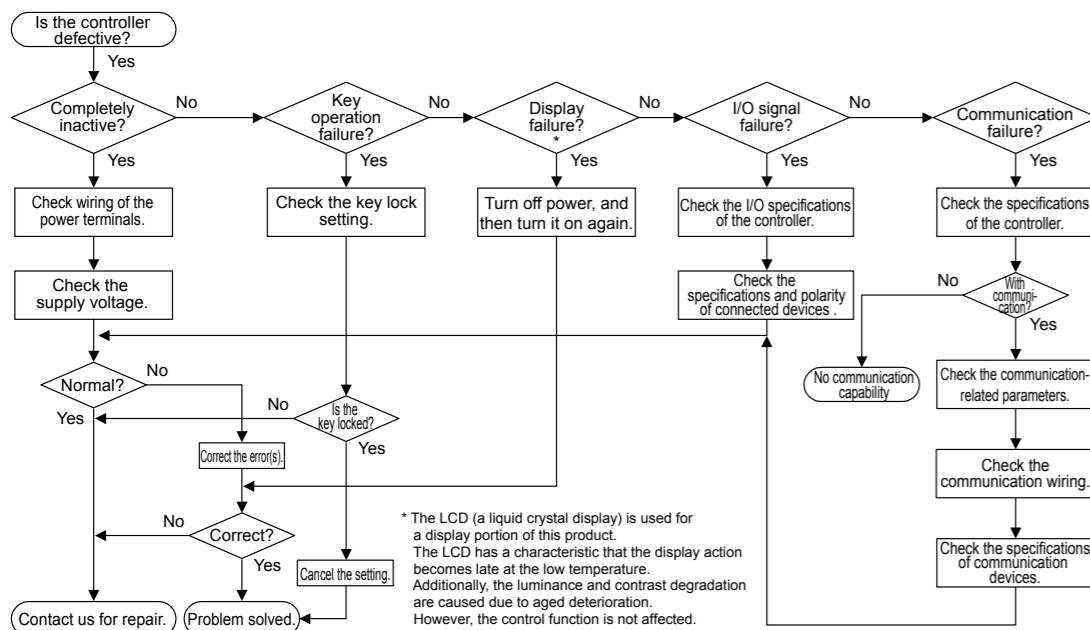 Is the controller
defective?
Yes
Completely
inactive?
No
Key
operation
failure?
No
Display
failure?
*
No
I/O signal
failure?
No
Communication
failure?
Yes
Yes
Yes
Yes
Yes
Check wiring of the
power terminals.
Check the key lock
setting.
Turn off power, and
then turn it on again.
Check the I/O specifications
of the controller.
Check the specifications
of the controller.
Check the
supply voltage.
Check the
specifications and polarity
of connected devices .
No
With
communi-
cation?
Yes
Normal?
No
Yes
No communication
capability
Check the communication-
related parameters.
No
Is the
key locked?
Yes
Correct the error(s).
Check the
communication wiring.
No
Correct?
Yes
Cancel the setting.
Check the specifications
of communication
devices.
Contact us for repair.
Problem solved.
* The LCD (a liquid crystal display) is used for
a display portion of this product.
The LCD has a characteristic that the display action
becomes late at the low temperature.
Additionally, the luminance and contrast degradation
are caused due to aged deterioration.
However, the control function is not affected.